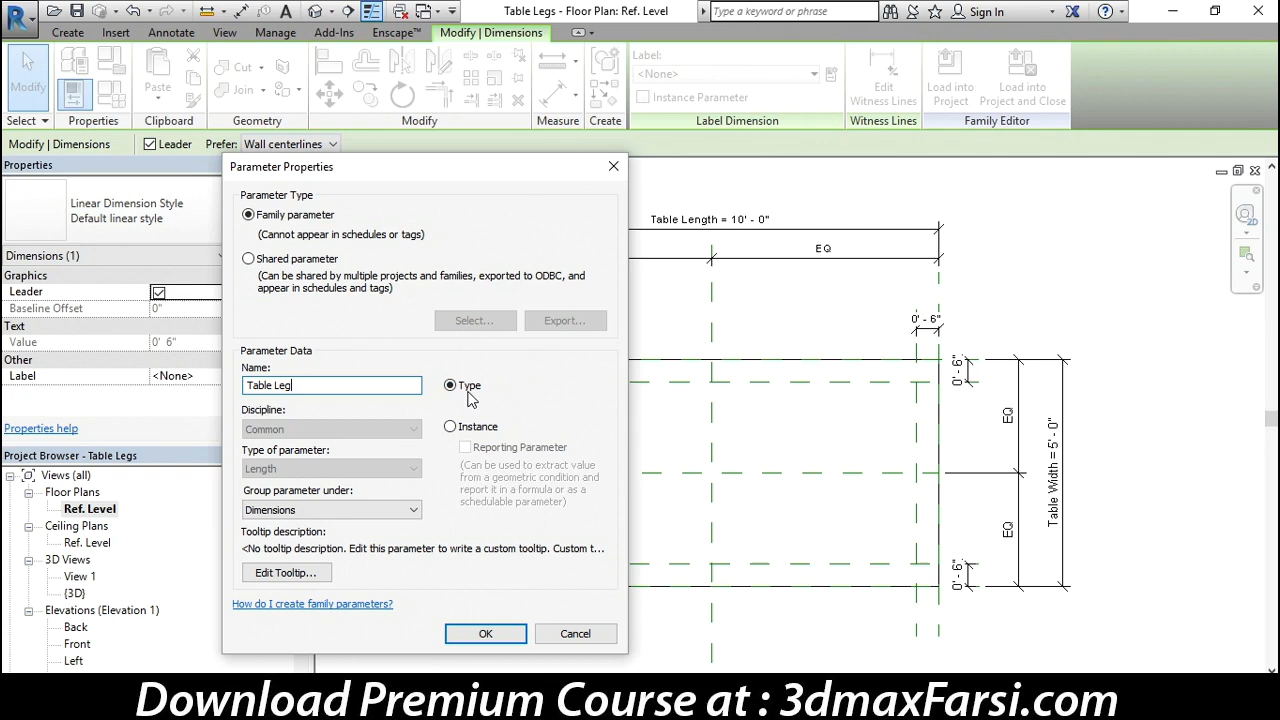 Table Legs - Floor Plan: Ref. Level
Type a keyword or phrase
Sign In
Create Insert Annotate View Manage Add-Ins Enscape™ Modify | Dimensions
Modify
Paste
Cut
Join
Label:
<None>
Instance Parameter
Edit
Witness Lines
Load into
Project
Load into
Project and Close
Select Properties Clipboard Geometry Modify Measure Create Label Dimension Witness Lines Family Editor
Modify | Dimensions Leader Prefer: Wall centerlines
Properties
Linear Dimension Style
Default linear style
Dimensions (1)
Graphics
Leader
Baseline Offset 0"
Text
Value 0' 6"
Other
Label <None>
Properties help
Project Browser - Table Legs
Views (all)
Floor Plans
Ref. Level
Ceiling Plans
Ref. Level
3D Views
View 1
{3D}
Elevations (Elevation 1)
Back
Front
Left
Parameter Properties
Parameter Type
Family parameter
(Cannot appear in schedules or tags)
Shared parameter
(Can be shared by multiple projects and families, exported to ODBC, and
appear in schedules and tags)
Select... Export...
Parameter Data
Name:
Table Leg
Type
Discipline:
Common
Instance
Reporting Parameter
(Can be used to extract value
from a geometric condition and
report it in a formula or as a
schedulable parameter)
Type of parameter:
Length
Group parameter under:
Dimensions
Tooltip description:
<No tooltip description. Edit this parameter to write a custom tooltip. Custom t...
Edit Tooltip...
How do I create family parameters?
OK Cancel
Table Length = 10' - 0"
EQ
0' - 6"
0' - 6"
EQ
Table Width = 5' - 0"
EQ
0' - 6"
2D
Download Premium Course at : 3dmaxFarsi.com